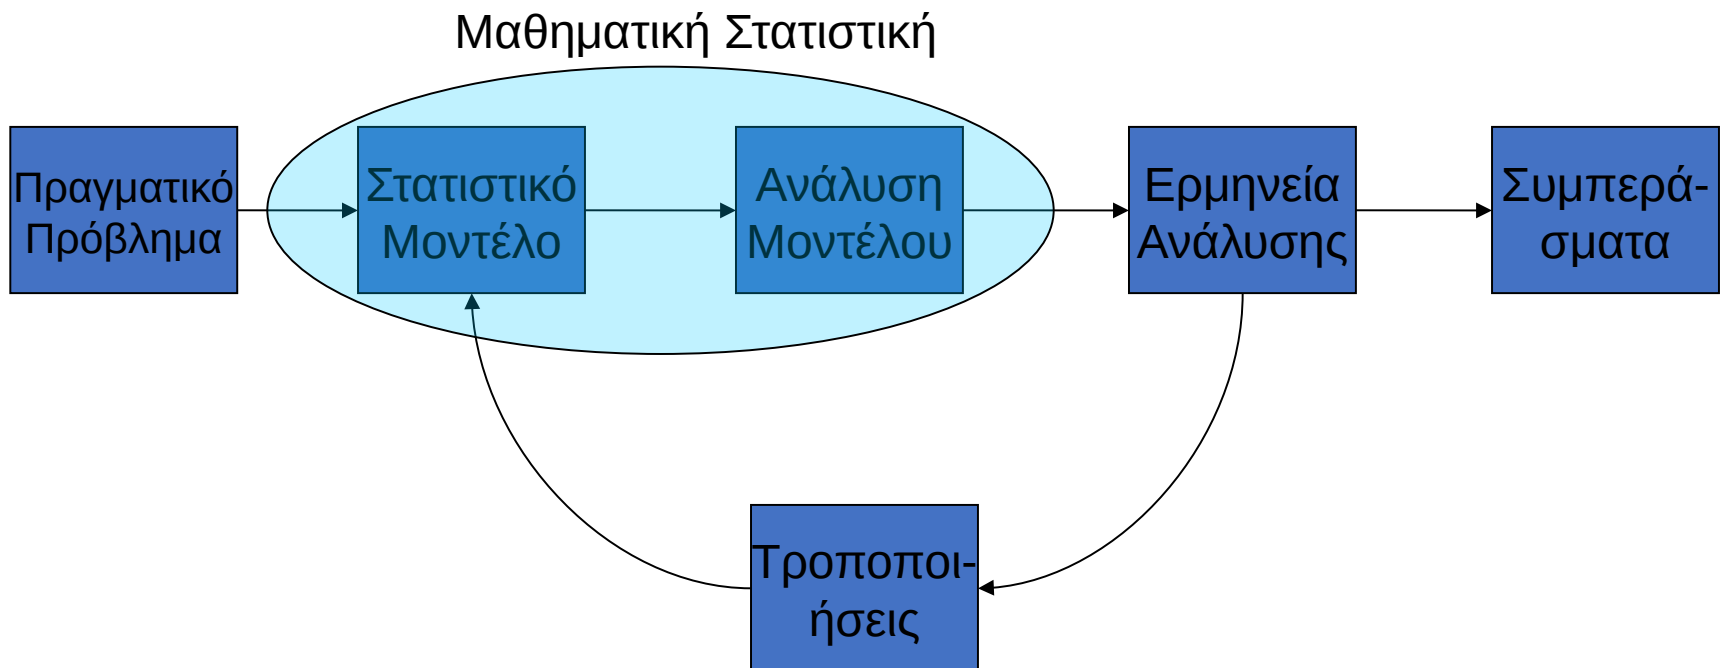 Μαθηματική Στατιστική
Πραγματικό
Πρόβλημα
Στατιστικό
Μοντέλο
Ανάλυση
Μοντέλου
Ερμηνεία
Ανάλυσης
Συμπερά-
σματα
Τροποποι-
ήσεις